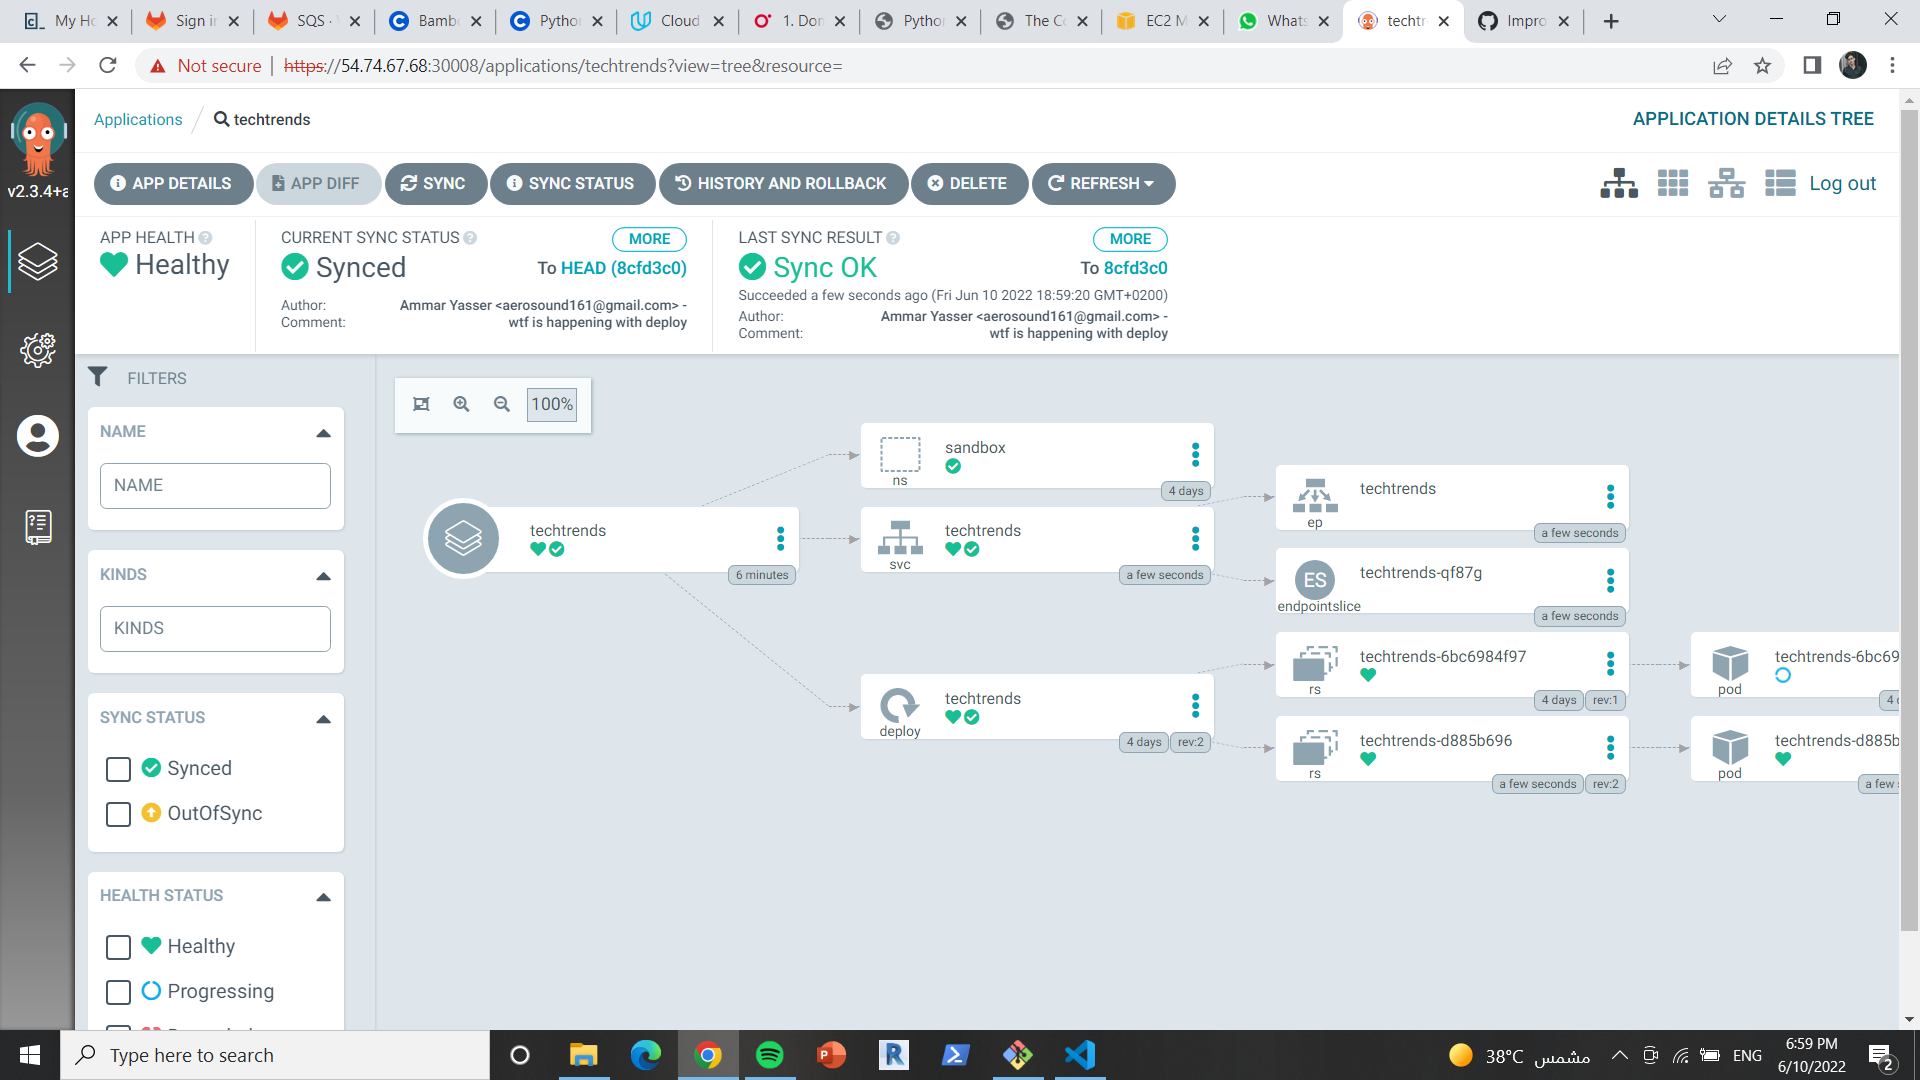 My Ho
Sign in
SQS ·
Bambo
Python
Cloud
1. Don
Python
The Co
EC2 M
Whats
techtr
Impro
Not secure
https://54.74.67.68:30008/applications/techtrends?view=tree&resource=
Applications
techtrends
APPLICATION DETAILS TREE
v2.3.4+a
APP DETAILS
APP DIFF
SYNC
SYNC STATUS
HISTORY AND ROLLBACK
DELETE
REFRESH
Log out
APP HEALTH
Healthy
CURRENT SYNC STATUS
MORE
Synced
To HEAD (8cfd3c0)
Author:
Ammar Yasser <aerosound161@gmail.com> -
Comment:
wtf is happening with deploy
LAST SYNC RESULT
MORE
Sync OK
To 8cfd3c0
Succeeded a few seconds ago (Fri Jun 10 2022 18:59:20 GMT+0200)
Author:
Ammar Yasser <aerosound161@gmail.com> -
Comment:
wtf is happening with deploy
FILTERS
NAME
NAME
KINDS
KINDS
SYNC STATUS
Synced
OutOfSync
HEALTH STATUS
Healthy
Progressing
100%
techtrends
6 minutes
sandbox
ns
4 days
techtrends
svc
a few seconds
techtrends
deploy
4 days
rev:2
techtrends
ep
a few seconds
ES
techtrends-qf87g
endpointslice
a few seconds
techtrends-6bc6984f97
rs
4 days
rev:1
techtrends-d885b696
rs
a few seconds
rev:2
techtrends-6bc69
pod
4 d
techtrends-d885b
pod
a few
Type here to search
38°C مشمس
ENG
6:59 PM
6/10/2022
2